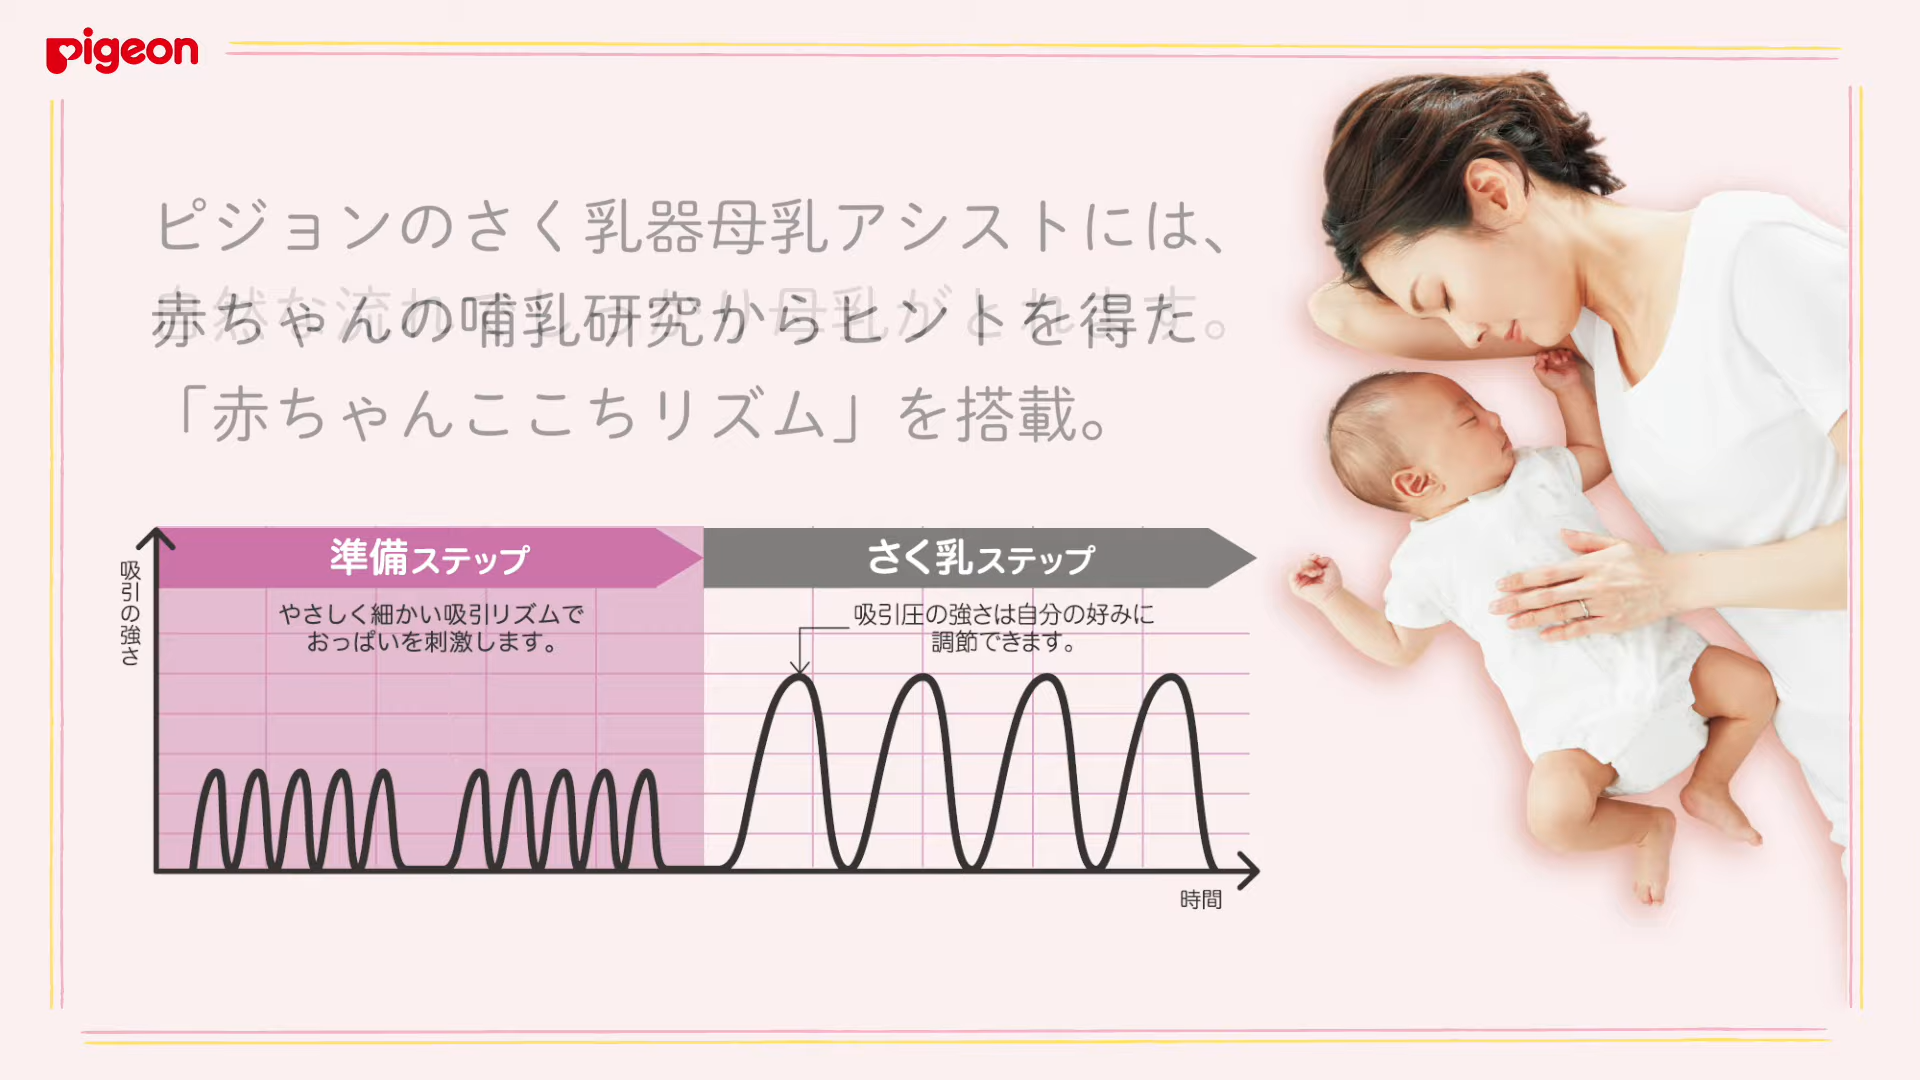 pigeon
ピジョンのさく乳器母乳アシストには、
赤ちゃんの哺乳研究からヒントを得た
「赤ちゃんここちリズム」を搭載。
準備ステップ
さく乳ステップ
吸引の強さ
やさしく細かい吸引リズムで
おっぱいを刺激します。
吸引圧の強さは自分の好みに
調節できます。
時間